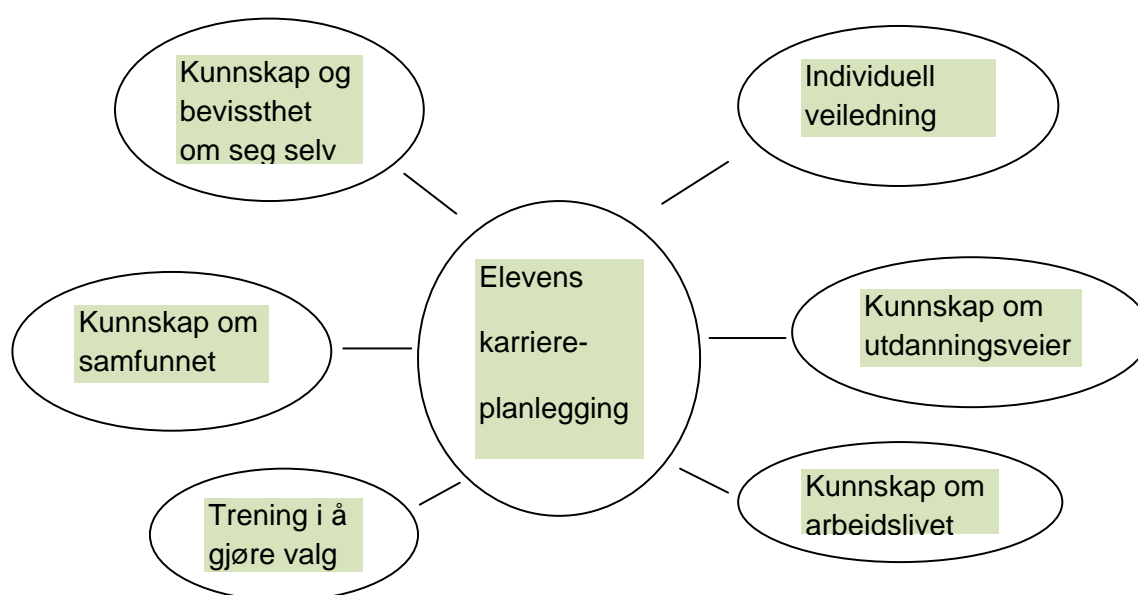 Kunnskap og
bevissthet
om seg selv
Individuell
veiledning
Elevens
karriere-
planlegging
Kunnskap om
samfunnet
Kunnskap om
utdanningsveier
Trening i å
gjøre valg
Kunnskap om
arbeidslivet